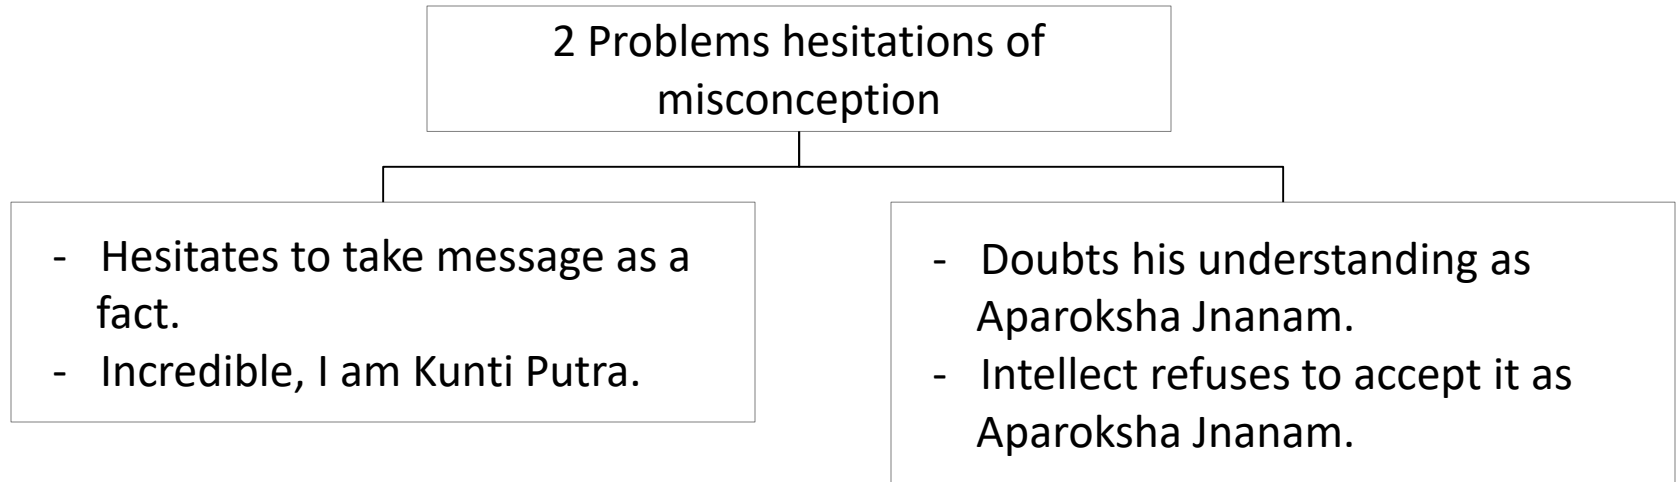 2 Problems hesitations of
misconception
- Hesitates to take message as a
fact.
- Incredible, I am Kunti Putra.
- Doubts his understanding as
Aparoksha Jnanam.
- Intellect refuses to accept it as
Aparoksha Jnanam.